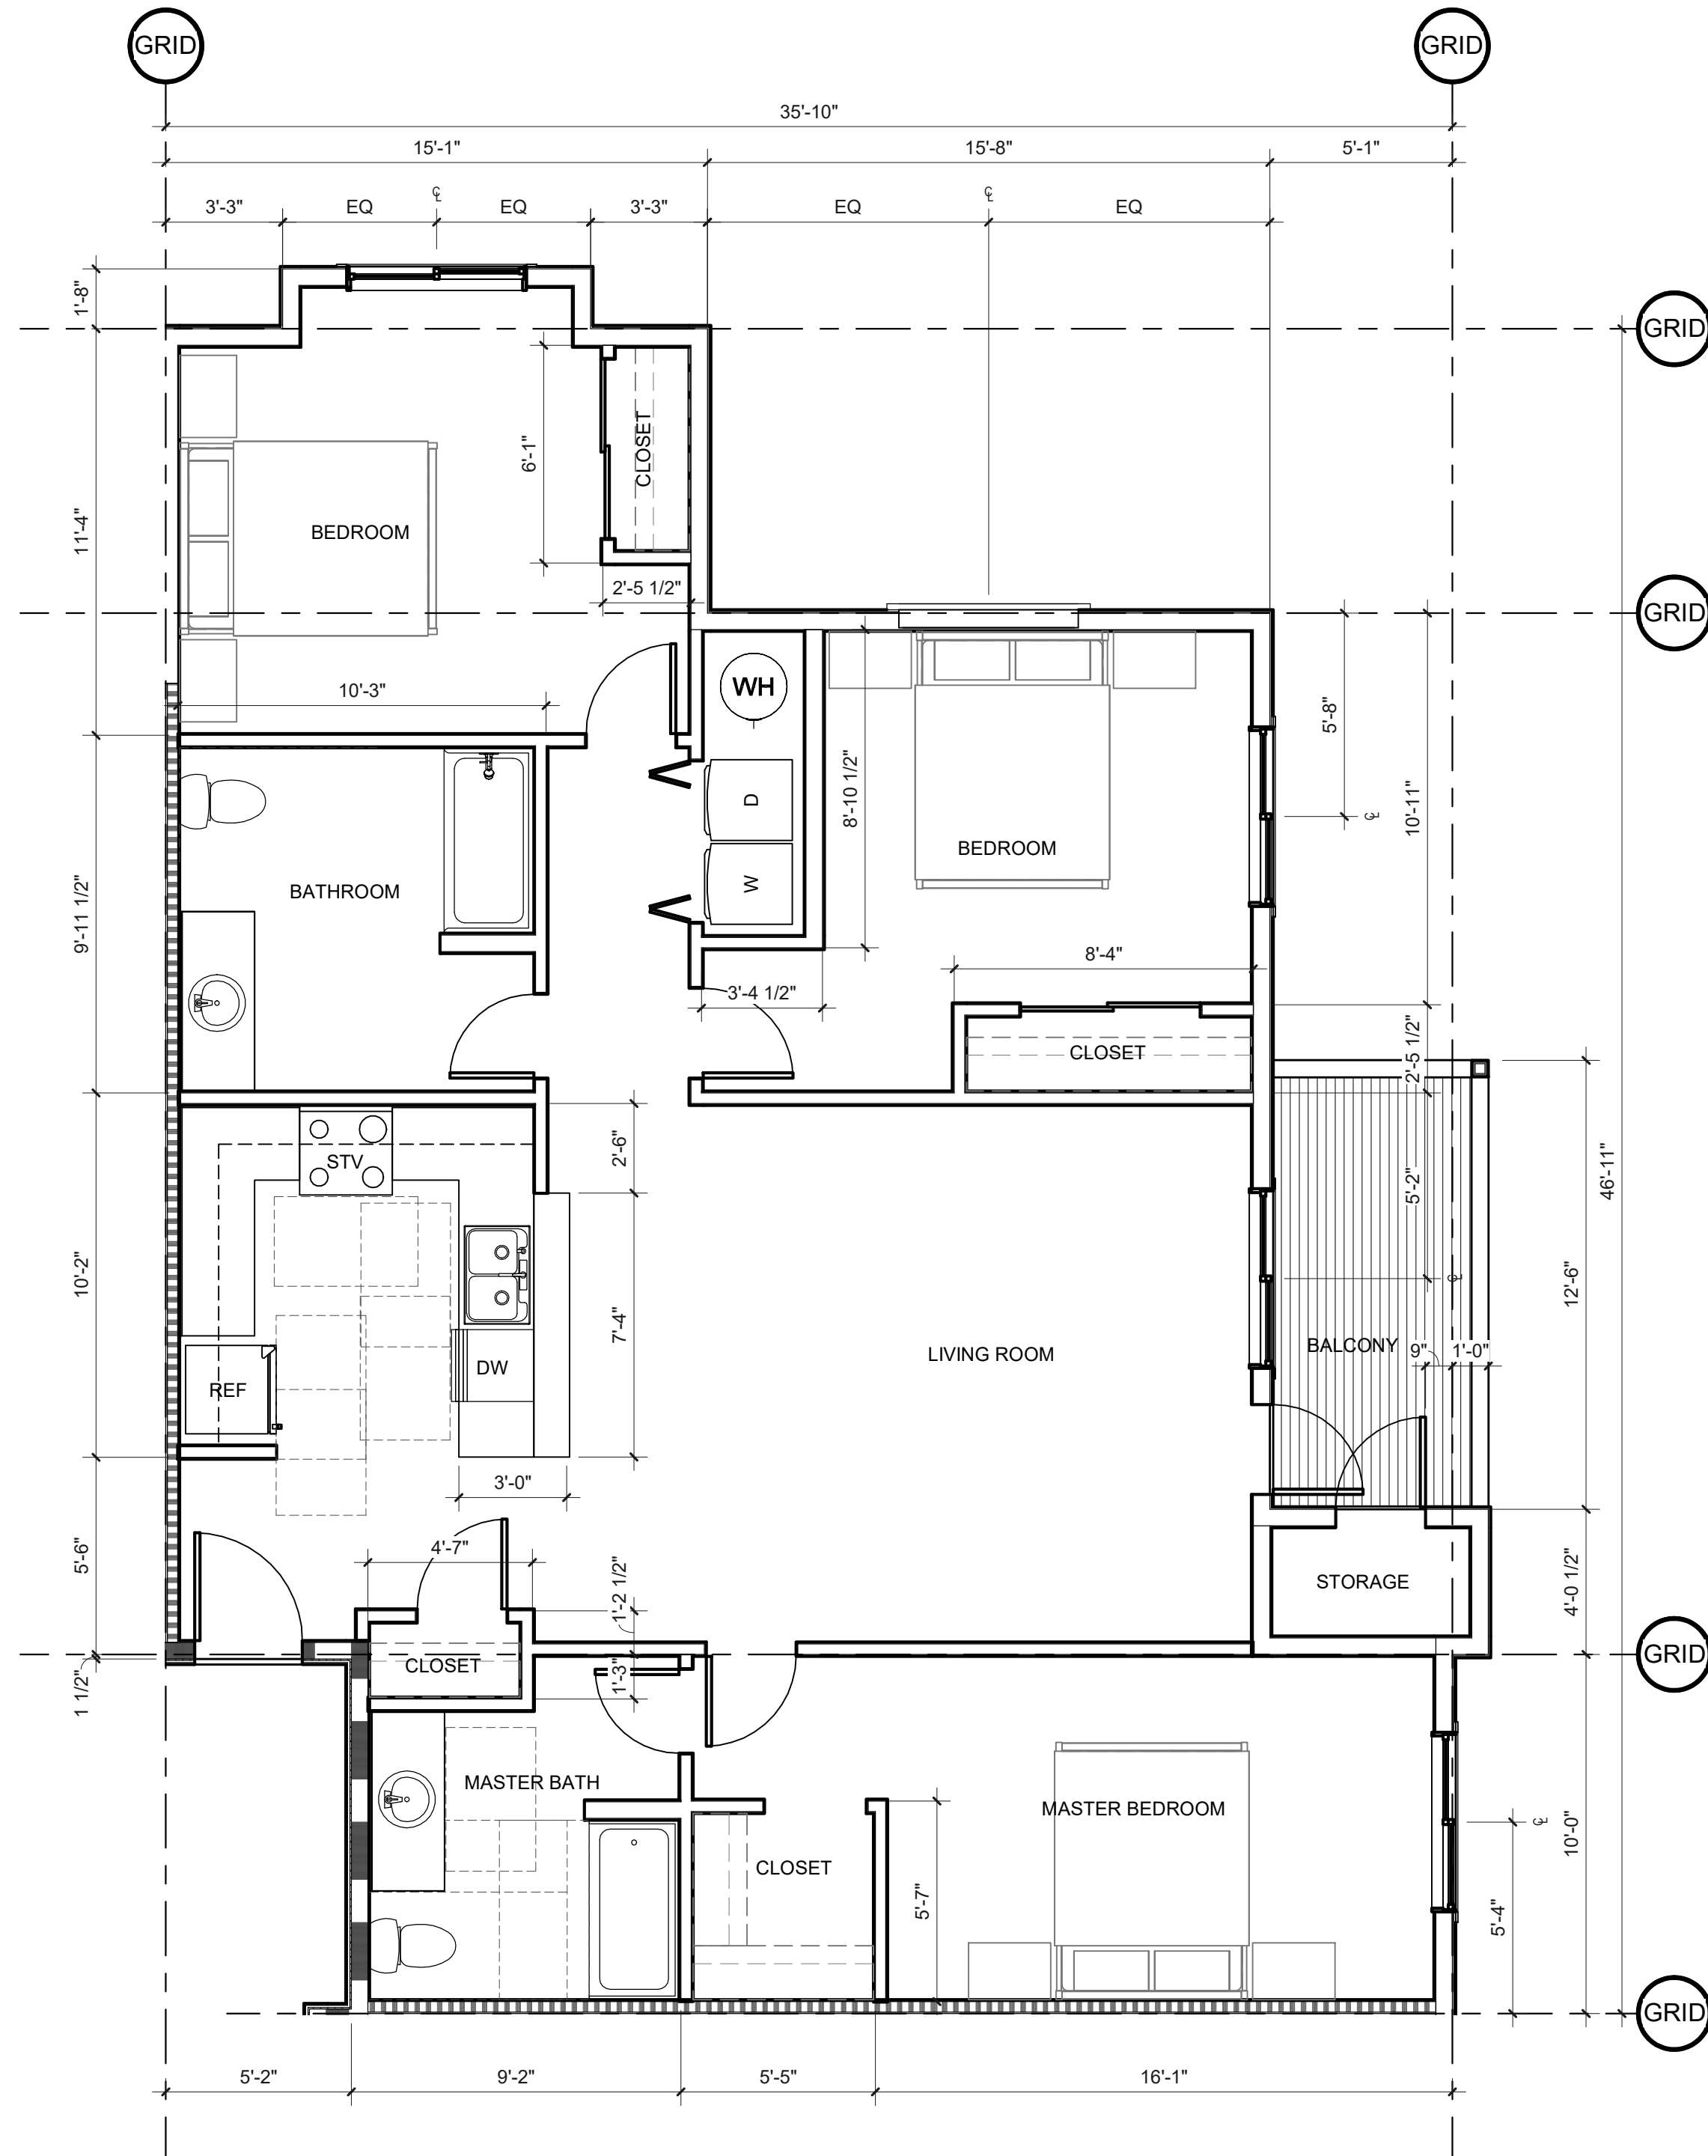 GRID
GRID
35'-10"
15'-1"
15'-8"
5'-1"
3'-3"
EQ
℄
EQ
3'-3"
EQ
℄
EQ
1'-8"
GRID
CLOSET
6'-1"
11'-4"
BEDROOM
2'-5 1/2"
GRID
WH
10'-3"
5'-8"
D
8'-10 1/2"
10'-11"
℄
BEDROOM
W
BATHROOM
9'-11 1/2"
8'-4"
3'-4 1/2"
CLOSET
2'-5 1/2"
2'-6"
STV
5'-2"
46'-11"
10'-2"
℄
12'-6"
7'-4"
LIVING ROOM
BALCONY
9"
1'-0"
DW
REF
3'-0"
4'-7"
5'-6"
1'-2 1/2"
STORAGE
4'-0 1/2"
GRID
CLOSET
1'-3"
1 1/2"
MASTER BATH
MASTER BEDROOM
℄
10'-0"
CLOSET
5'-7"
5'-4"
GRID
5'-2"
9'-2"
5'-5"
16'-1"